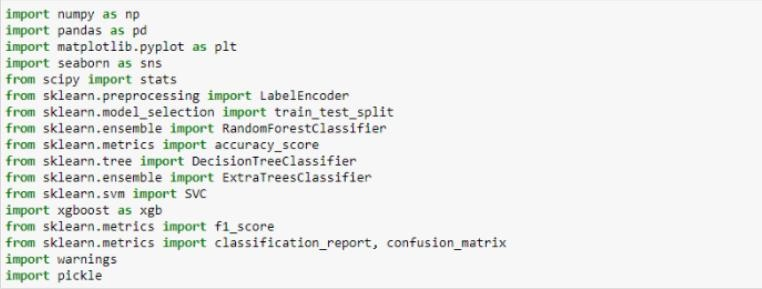 import numpy as np
import pandas as pd
import matplotlib.pyplot as plt
import seaborn as sns
from scipy import stats
from sklearn.preprocessing import LabelEncoder
from sklearn.model_selection import train_test_split
from sklearn.ensemble import RandomForestClassifier
from sklearn.metrics import accuracy_score
from sklearn.tree import DecisionTreeClassifier
from sklearn.ensemble import ExtraTreesClassifier
from sklearn.svm import SVC
import xgboost as xgb
from sklearn.metrics import f1_score
from sklearn.metrics import classification_report, confusion_matrix
import warnings
import pickle